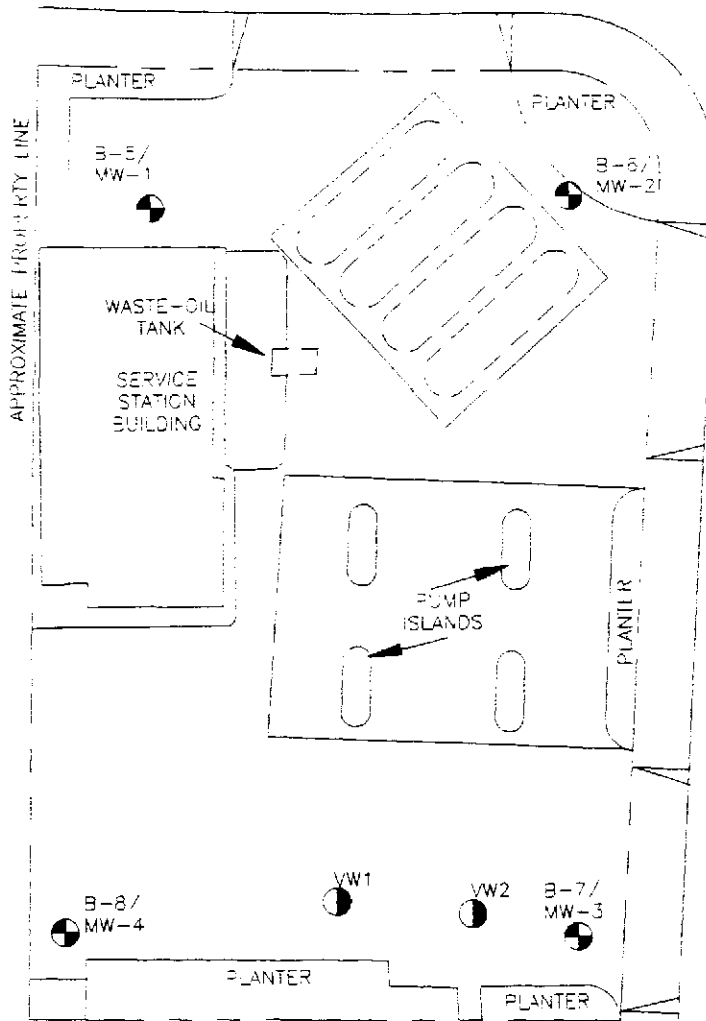 PLANTER
PLANTER
APPROXIMATE PROPERTY LINE
B-5/
MW-1
B-6/
MW-2
WASTE-OIL
TANK
SERVICE
STATION
BUILDING
PUMP
ISLANDS
PLANTER
VW1
VW2
B-7/
MW-3
B-8/
MW-4
PLANTER
PLANTER